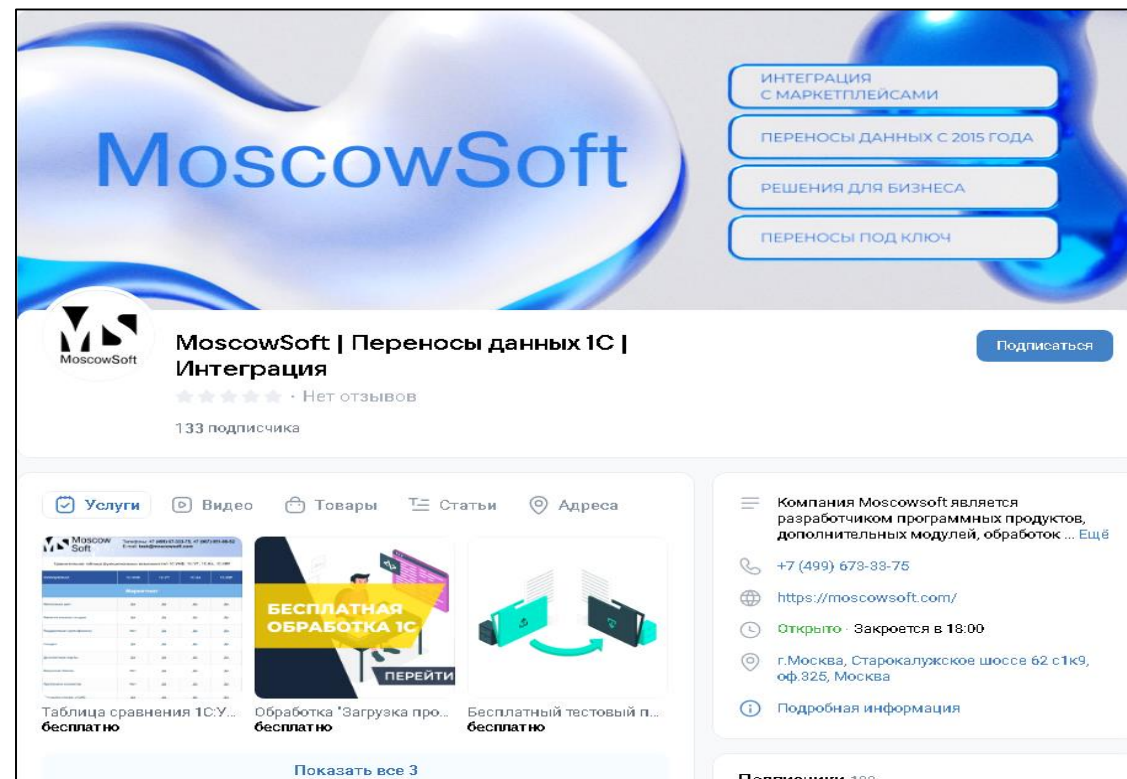 MoscowSoft
ИНТЕГРАЦИЯ
С МАРКЕТПЛЕЙСАМИ
ПЕРЕНОСЫ ДАННЫХ С 2015 ГОДА
РЕШЕНИЯ ДЛЯ БИЗНЕСА
ПЕРЕНОСЫ ПОД КЛЮЧ
MS
MoscowSoft
MoscowSoft | Переносы данных 1С |
Интеграция
· Нет отзывов
133 подписчика
Подписаться
Услуги
Видео
Товары
Статьи
Адреса
Moscow
Soft
БЕСПЛАТНАЯ
ОБРАБОТКА 1С
ПЕРЕЙТИ
Таблица сравнения 1С:У...
бесплатно
Обработка "Загрузка про...
бесплатно
Бесплатный тестовый п...
бесплатно
Показать все 3
Компания Moscowsoft является
разработчиком программных продуктов,
дополнительных модулей, обработок ... Ещё
+7 (499) 673-33-75
https://moscowsoft.com/
Открыто · Закроется в 18:00
г.Москва, Старокалужское шоссе 62 с1к9,
оф.325, Москва
Подробная информация
Подписчики